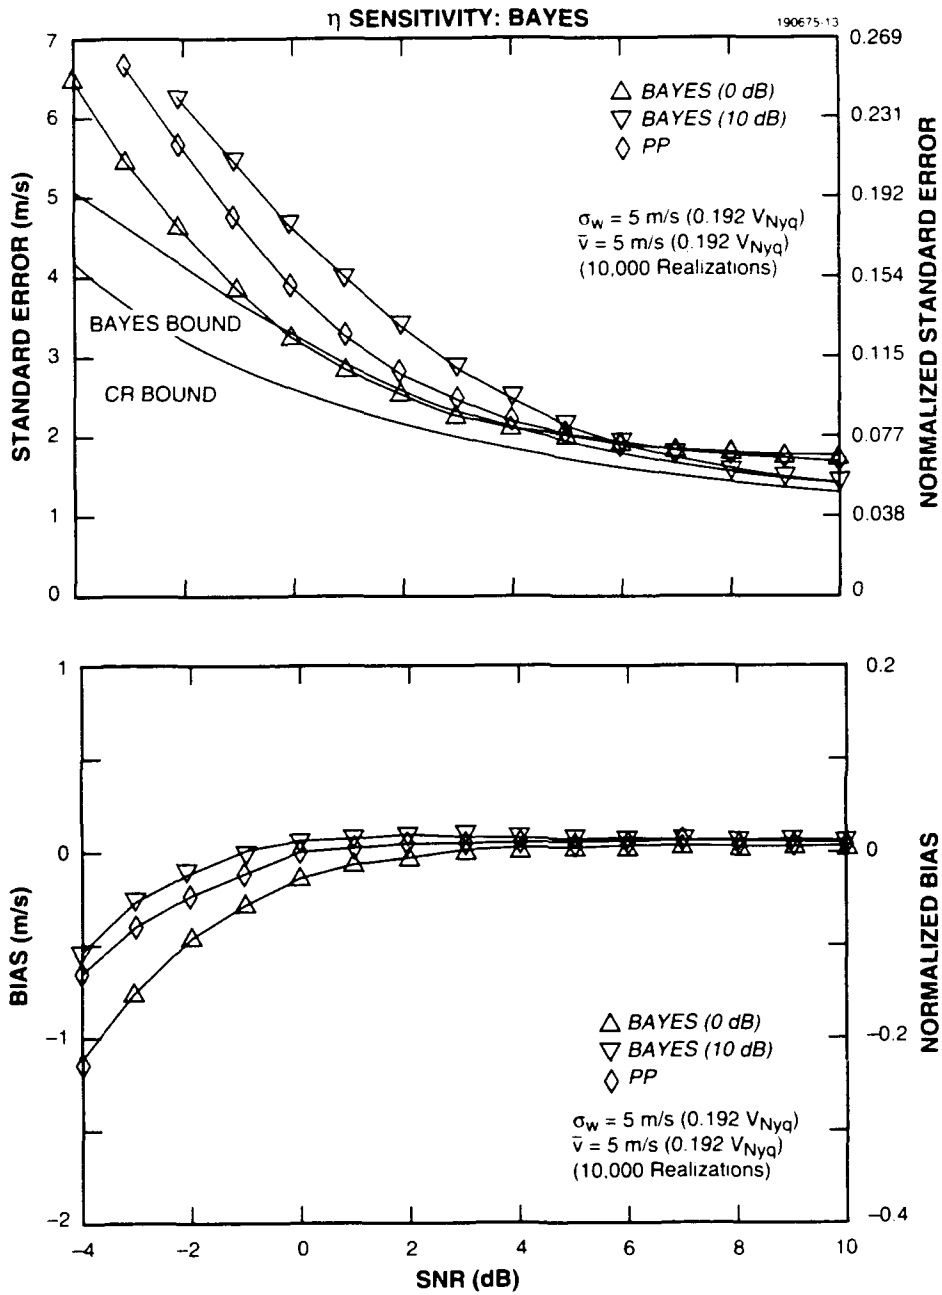 η SENSITIVITY: BAYES
190675-13
7
6
5
4
3
2
1
0
STANDARD ERROR (m/s)
0.269
0.231
0.192
0.154
0.115
0.077
0.038
0
NORMALIZED STANDARD ERROR
BAYES (0 dB)
BAYES (10 dB)
PP
σw = 5 m/s (0.192 VNyq)
v̄ = 5 m/s (0.192 VNyq)
(10,000 Realizations)
BAYES BOUND
CR BOUND
1
0
−1
−2
BIAS (m/s)
0.2
0
−0.2
−0.4
NORMALIZED BIAS
BAYES (0 dB)
BAYES (10 dB)
PP
σw = 5 m/s (0.192 VNyq)
v̄ = 5 m/s (0.192 VNyq)
(10,000 Realizations)
−4 −2 0 2 4 6 8 10
SNR (dB)